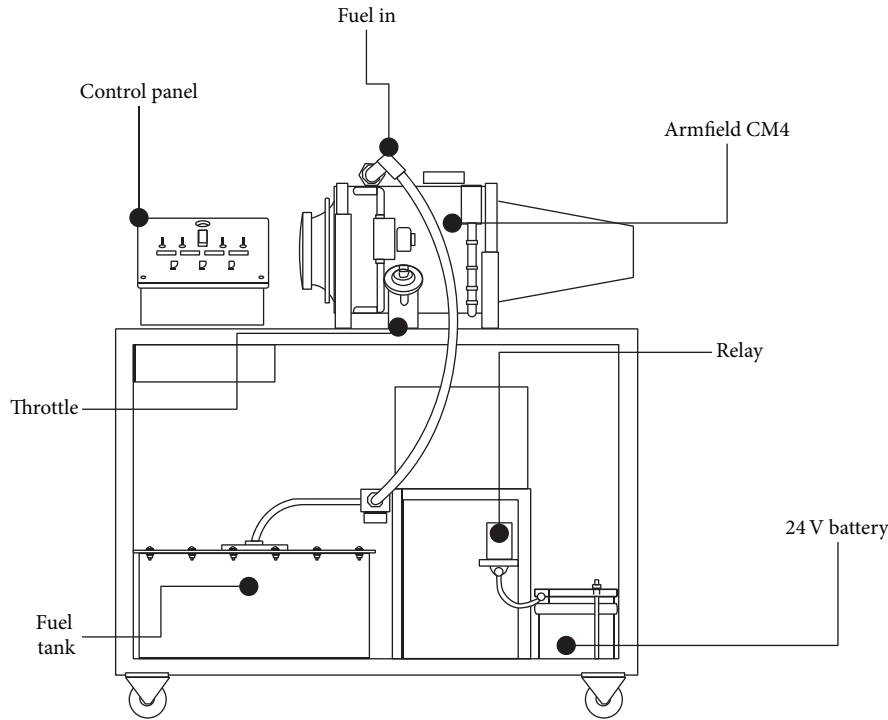 Fuel in
Control panel
Armfield CM4
Relay
Throttle
24 V battery
Fuel
tank